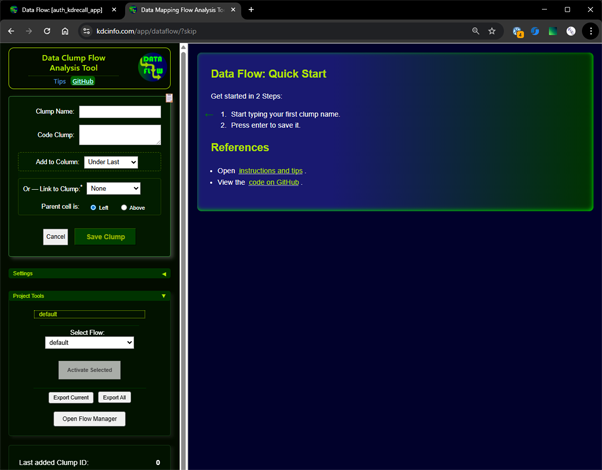 Data Flow: [auth_kdrecall_app]
Data Mapping Flow Analysis To
kdcinfo.com/app/dataflow/?skip
4
Data Clump Flow
Analysis Tool
Tips GitHub
DATA
FLOW
Clump Name:
Code Clump:
Add to Column: Under Last
Or — Link to Clump:* None
Parent cell is: Left Above
Cancel Save Clump
Settings
Project Tools
default
Select Flow:
default
Activate Selected
Export Current Export All
Open Flow Manager
Last added Clump ID: 0
Data Flow: Quick Start
Get started in 2 Steps:
1. Start typing your first clump name.
2. Press enter to save it.
References
• Open instructions and tips .
• View the code on GitHub .